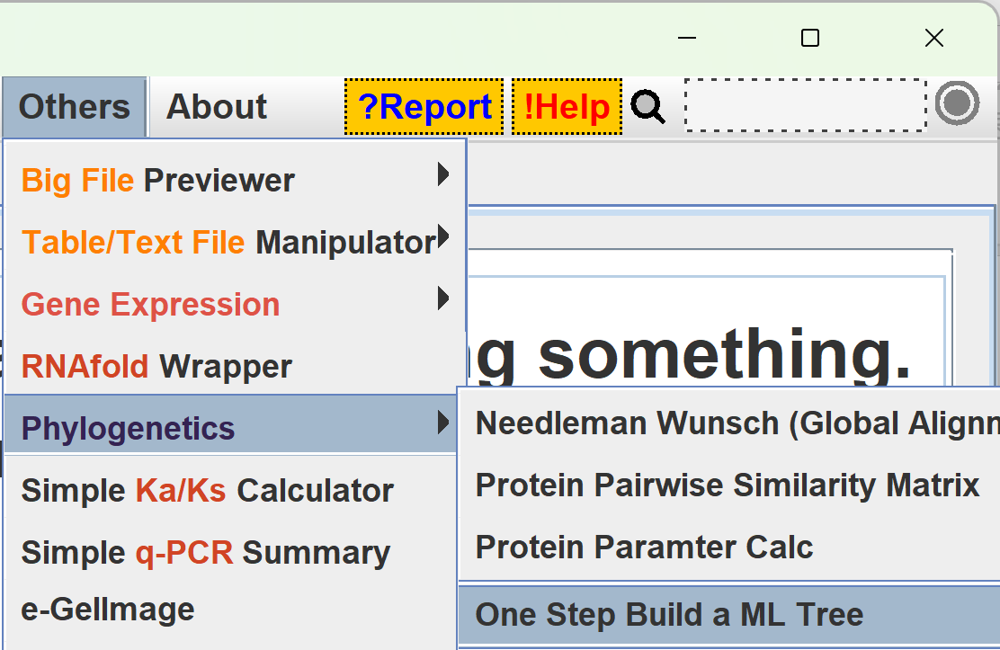 Others About ?Report !Help
Big File Previewer
Table/Text File Manipulator
Gene Expression
something.
RNAfold Wrapper
Phylogenetics
Needleman Wunsch (Global
Protein Pairwise Similarity Matrix
Simple Ka/Ks Calculator
Protein Paramter Calc
Simple q-PCR Summary
e-GelImage
One Step Build a ML Tree